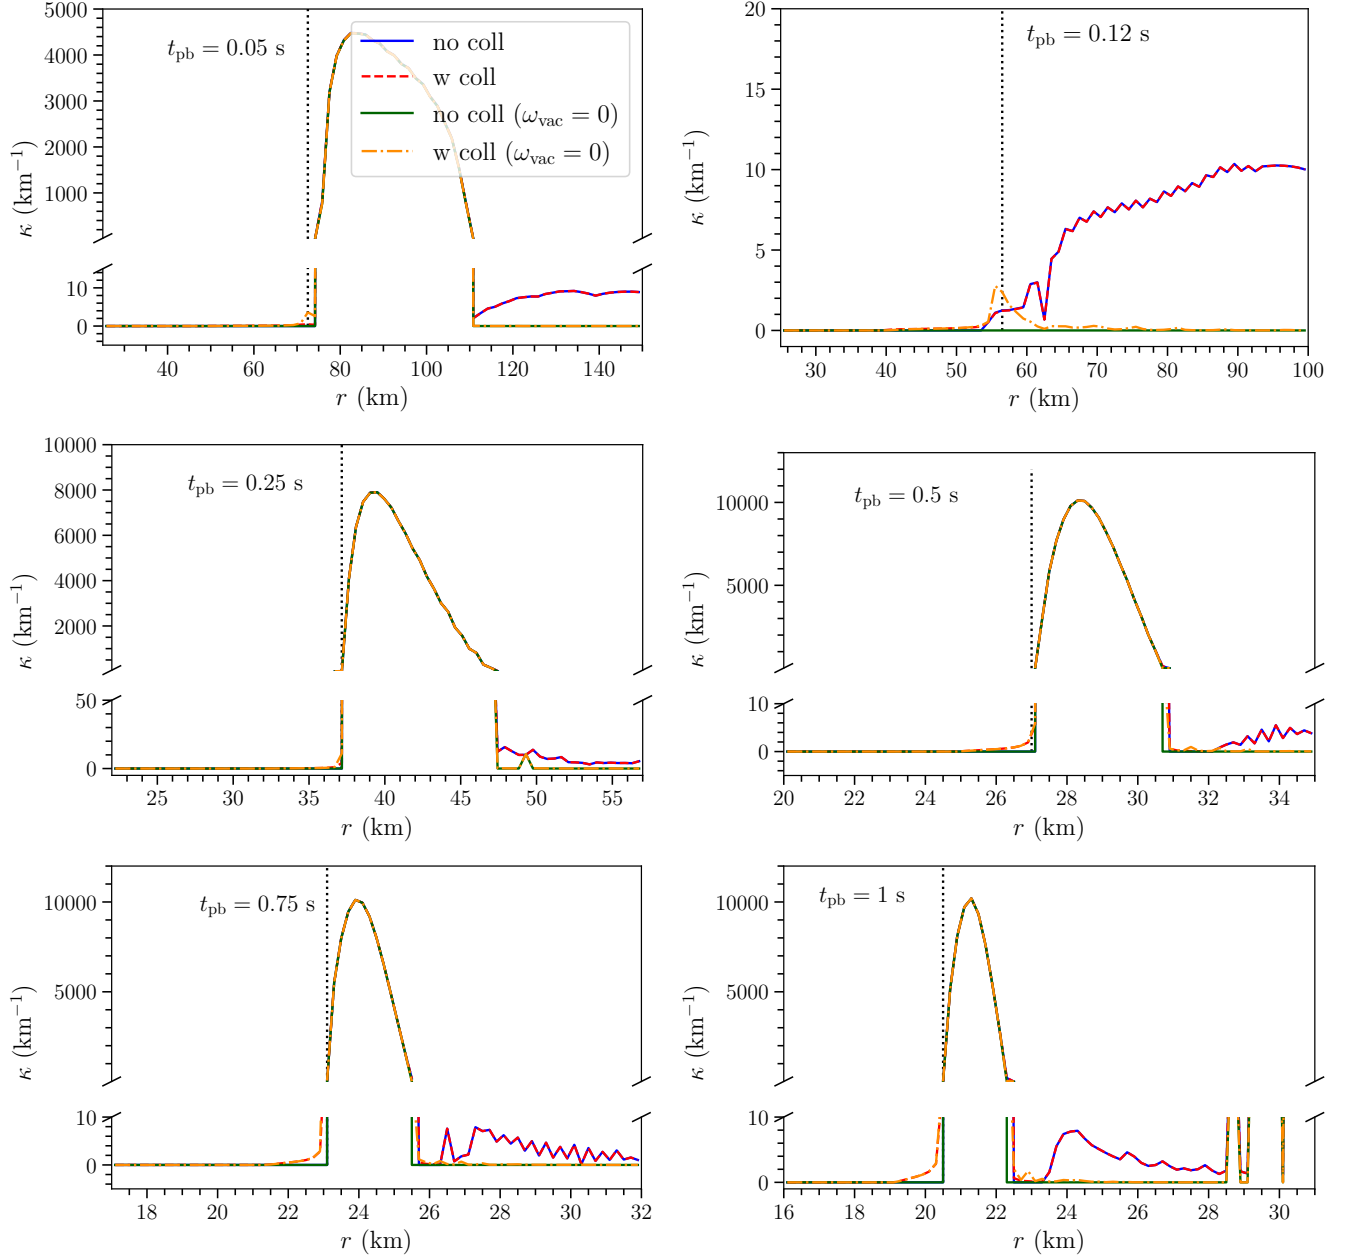 5000
4000
3000
2000
1000
10
0
κ (km⁻¹)
t_pb = 0.05 s
no coll
w coll
no coll (ω_vac = 0)
w coll (ω_vac = 0)
40 60 80 100 120 140
r (km)
20
15
10
5
0
κ (km⁻¹)
t_pb = 0.12 s
30 40 50 60 70 80 90 100
r (km)
10000
8000
6000
4000
2000
50
0
κ (km⁻¹)
t_pb = 0.25 s
25 30 35 40 45 50 55
r (km)
10000
5000
10
0
κ (km⁻¹)
t_pb = 0.5 s
20 22 24 26 28 30 32 34
r (km)
10000
5000
10
0
κ (km⁻¹)
t_pb = 0.75 s
18 20 22 24 26 28 30 32
r (km)
10000
5000
10
0
κ (km⁻¹)
t_pb = 1 s
16 18 20 22 24 26 28 30
r (km)